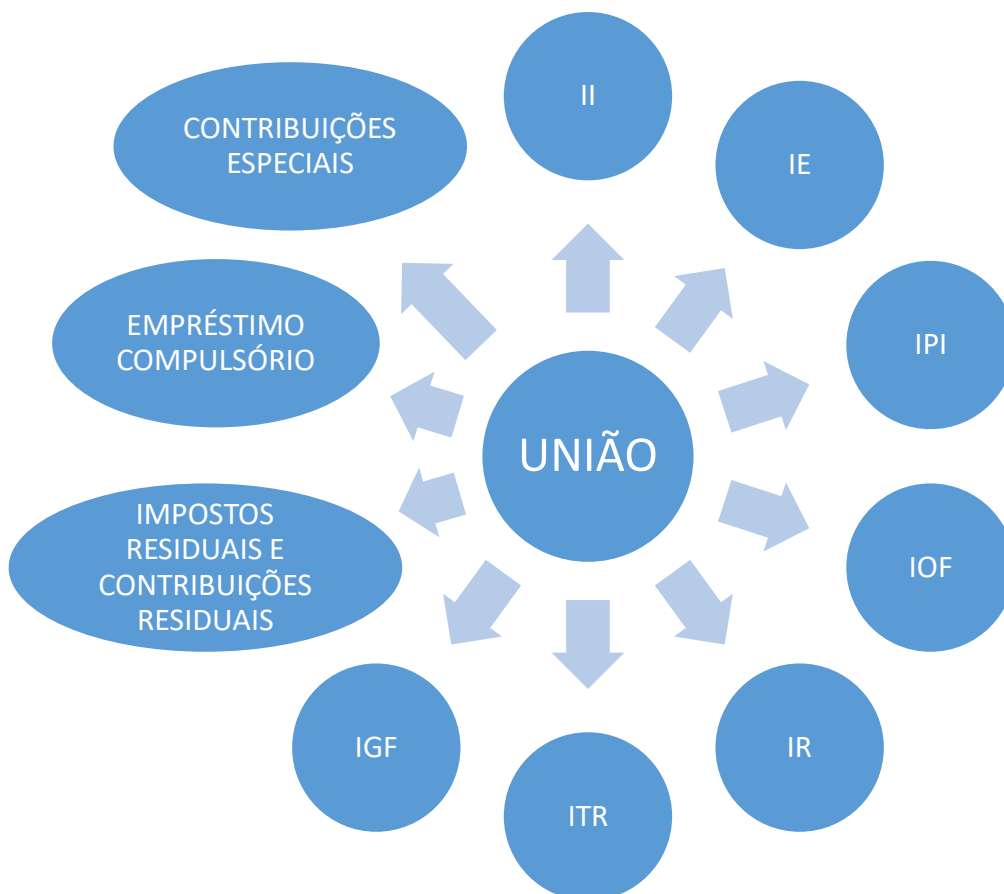 II
IE
IPI
IOF
IR
ITR
IGF
IMPOSTOS
RESIDUAIS E
CONTRIBUIÇÕES
RESIDUAIS
EMPRÉSTIMO
COMPULSÓRIO
CONTRIBUIÇÕES
ESPECIAIS
UNIÃO